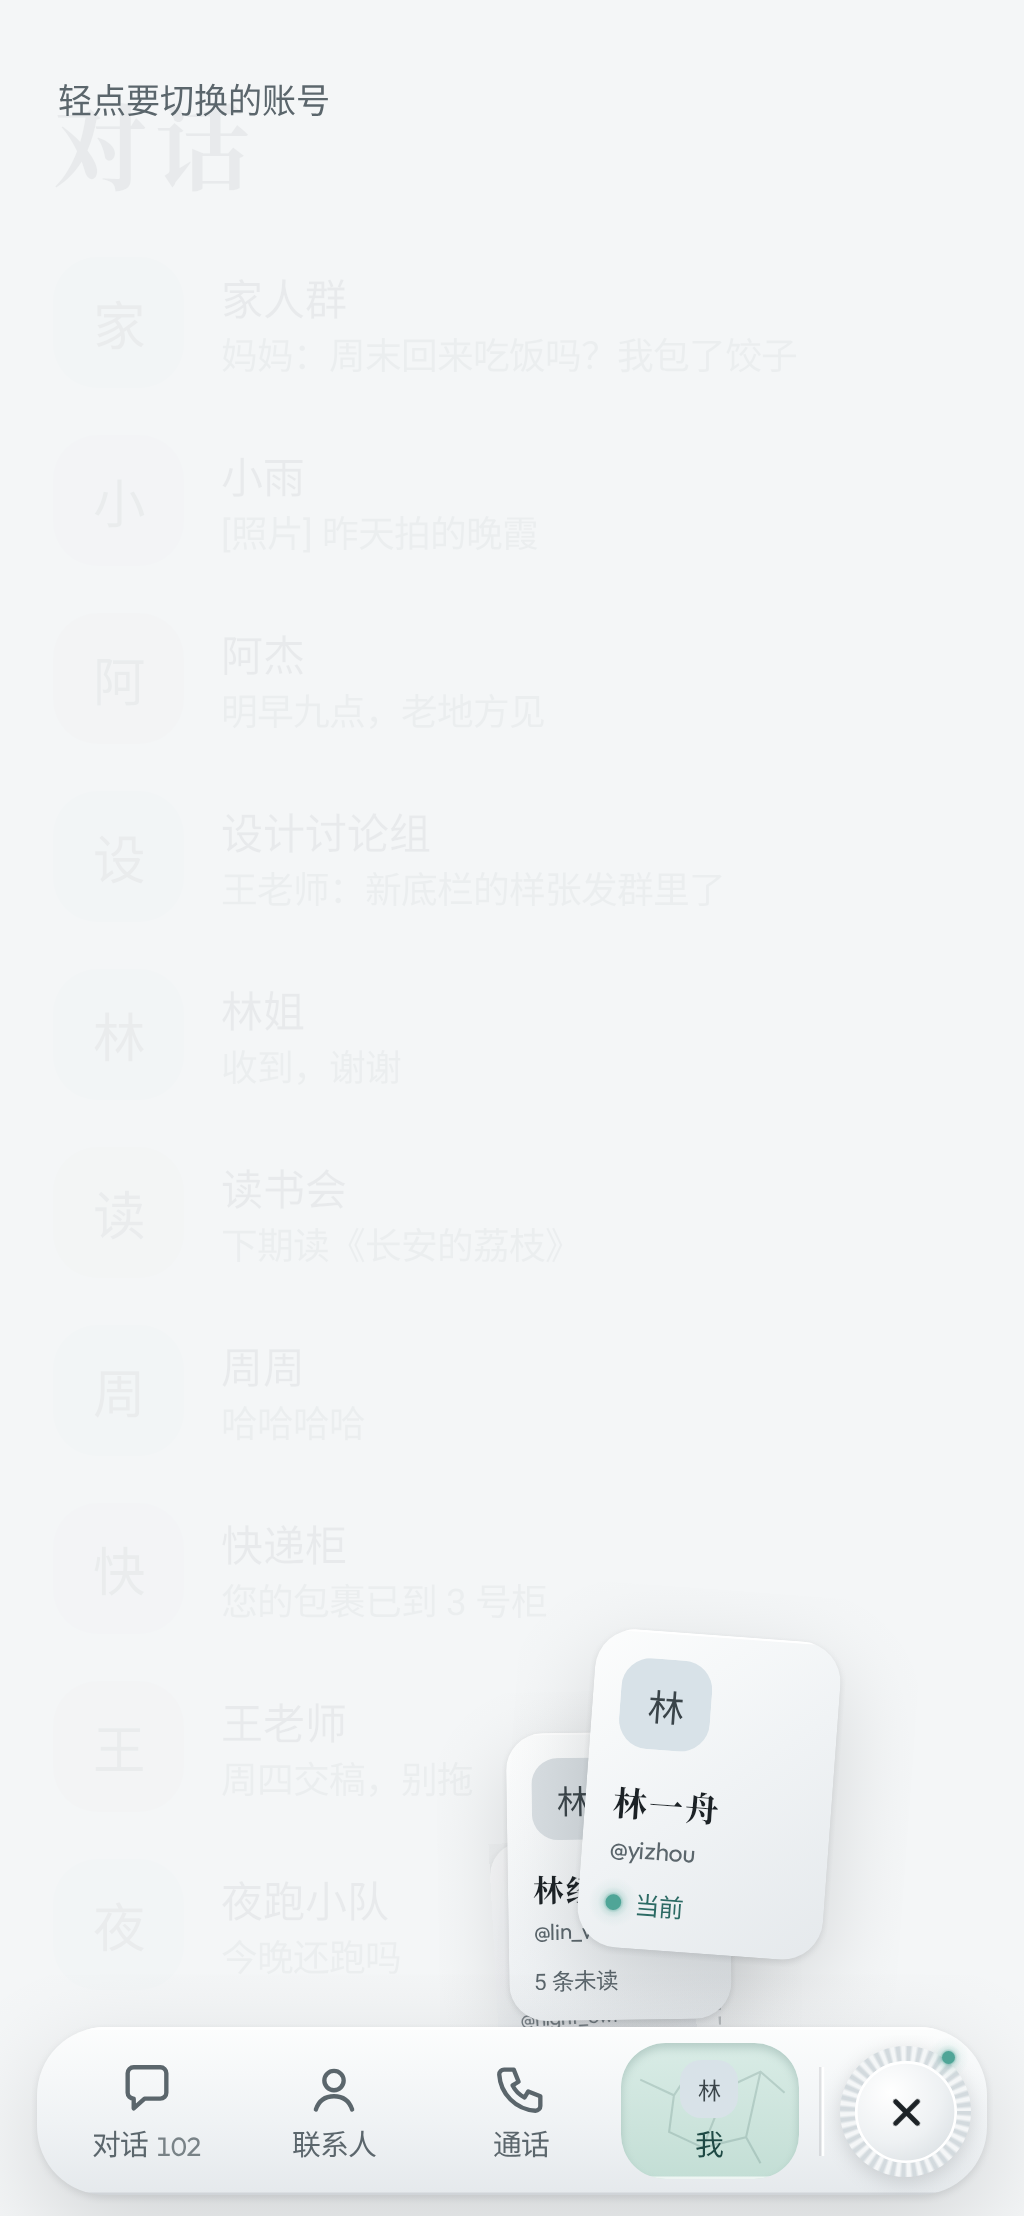 轻点要切换的账号
对话
家
家人群
妈妈：周末回来吃饭吗？我包了饺子
小
小雨
[照片] 昨天拍的晚霞
阿
阿杰
明早九点，老地方见
设
设计讨论组
王老师：新底栏的样张发群里了
林
林姐
收到，谢谢
读
读书会
下期读《长安的荔枝》
周
周周
哈哈哈哈
快
快递柜
您的包裹已到 3 号柜
王
王老师
周四交稿，别拖
夜
夜跑小队
今晚还跑吗
林
林一舟
@yizhou
当前
林
林
5 条未读
对话 102
联系人
通话
林
我